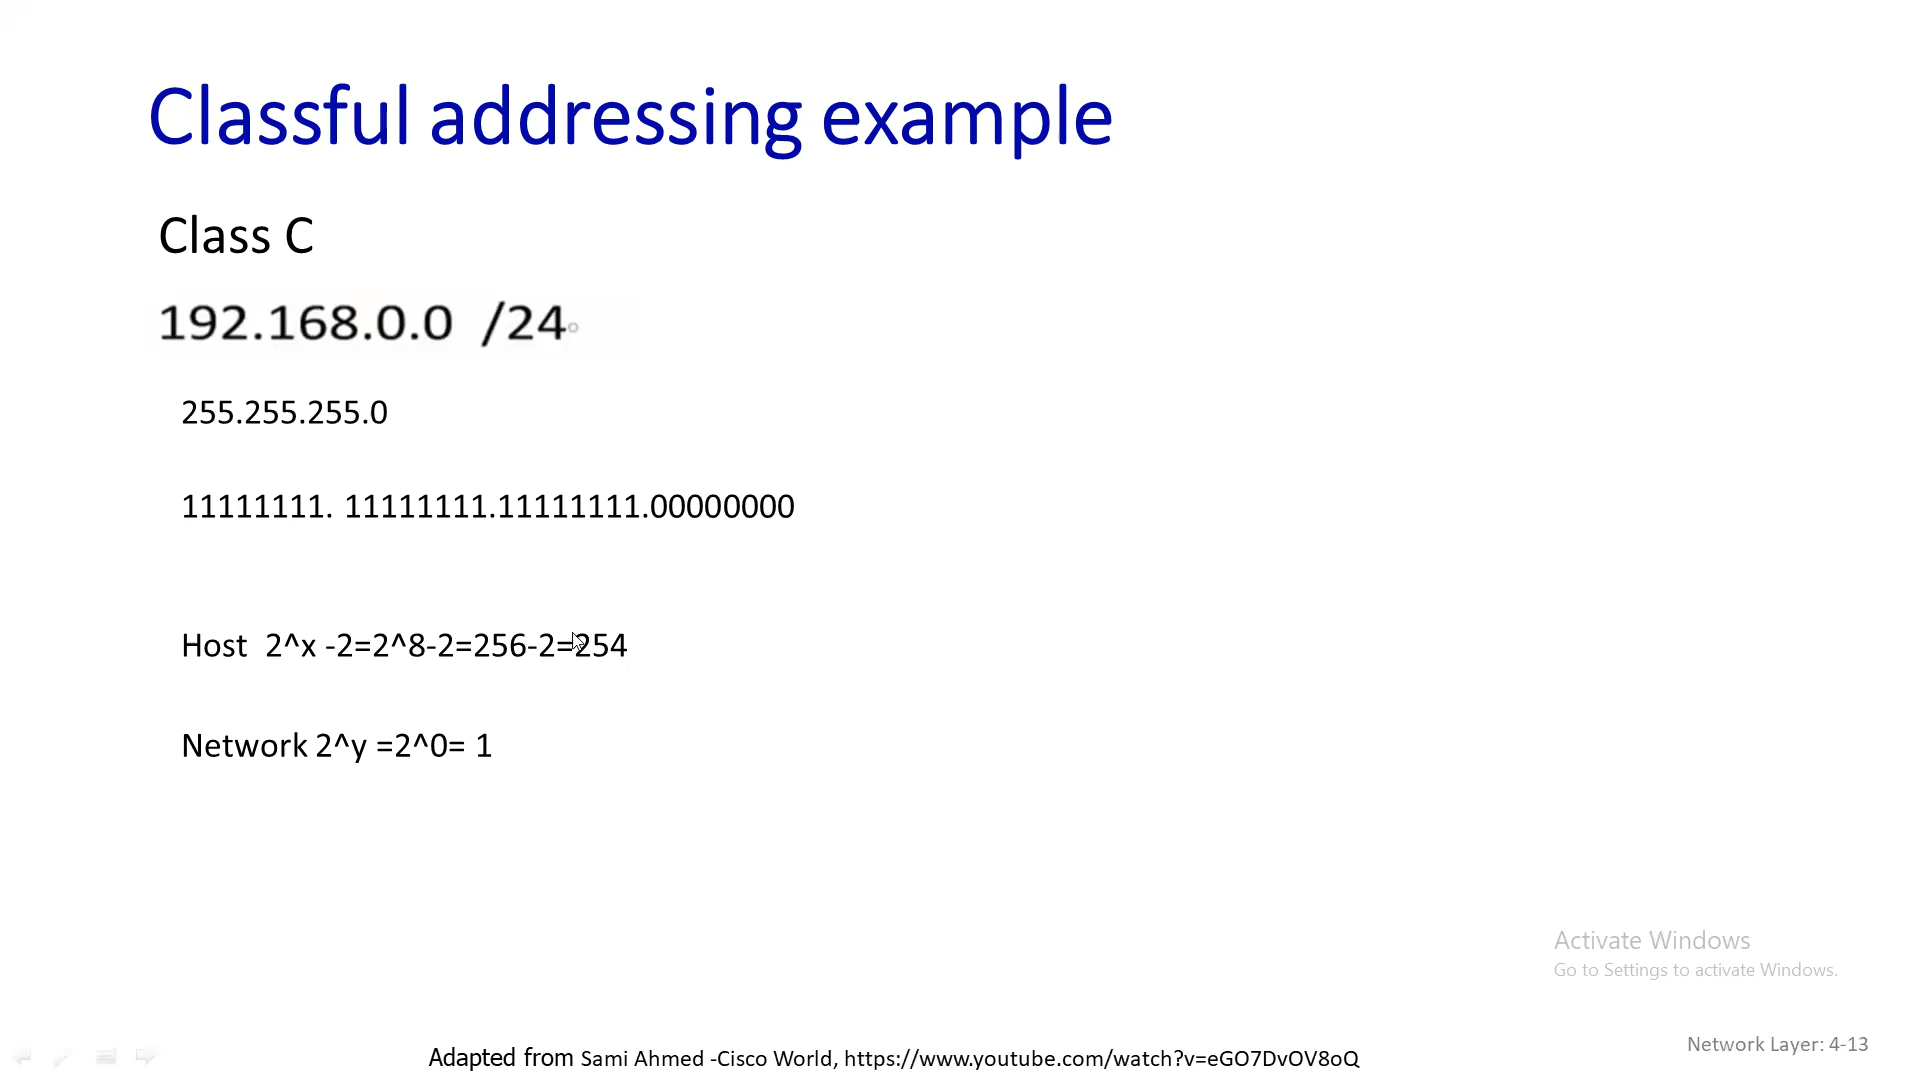 Classful addressing example
Class C
192.168.0.0 /24
255.255.255.0
11111111. 11111111.11111111.00000000
Host 2^x -2=2^8-2=256-2=254
Network 2^y =2^0= 1
Activate Windows
Go to Settings to activate Windows.
Network Layer: 4-13
Adapted from Sami Ahmed -Cisco World, https://www.youtube.com/watch?v=eGO7DvOV8oQ